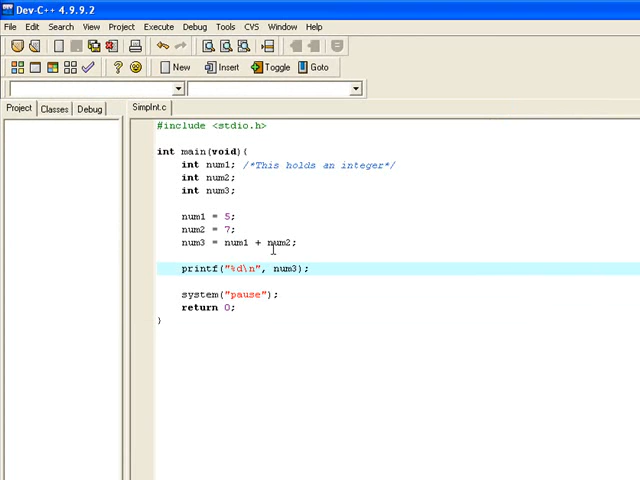 Dev-C++ 4.9.9.2
File Edit Search View Project Execute Debug Tools CVS Window Help
New Insert Toggle Goto
Project Classes Debug SimpInt.c
#include <stdio.h>
int main(void){
int num1; /*This holds an integer*/
int num2;
int num3;
num1 = 5;
num2 = 7;
num3 = num1 + num2;
printf("%d\n", num3);
system("pause");
return 0;
}